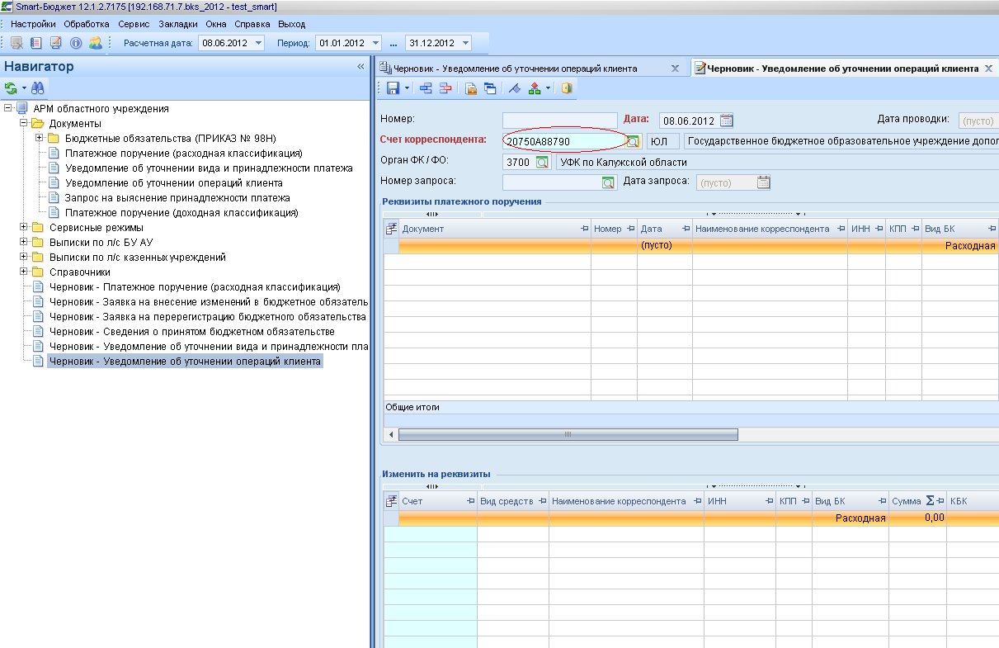 Smart-Бюджет 12.1.2.7175 [192.168.71.7.bks_2012 - test_smart]
Настройки Обработка Сервис Закладки Окна Справка Выход
Расчетная дата: 08.06.2012 Период: 01.01.2012 ... 31.12.2012
Навигатор
АРМ областного учреждения
Документы
Бюджетные обязательства (ПРИКАЗ № 98Н)
Платежное поручение (расходная классификация)
Уведомление об уточнении вида и принадлежности платежа
Уведомление об уточнении операций клиента
Запрос на выяснение принадлежности платежа
Платежное поручение (доходная классификация)
Сервисные режимы
Выписки по л/с БУ АУ
Выписки по л/с казенных учреждений
Справочники
Черновик - Платежное поручение (расходная классификация)
Черновик - Заявка на внесение изменений в бюджетное обязатель
Черновик - Заявка на перерегистрацию бюджетного обязательства
Черновик - Сведения о принятом бюджетном обязательстве
Черновик - Уведомление об уточнении вида и принадлежности пла
Черновик - Уведомление об уточнении операций клиента
Черновик - Уведомление об уточнении операций клиента Черновик - Уведомление об уточнении операций клиента
Номер: Дата: 08.06.2012 Дата проводки: (пусто)
Счет корреспондента: 20750А88790 ЮЛ Государственное бюджетное образовательное учреждение допол
Орган ФК / ФО: 3700 УФК по Калужской области
Номер запроса: Дата запроса: (пусто)
Реквизиты платежного поручения
Документ Номер Дата Наименование корреспондента ИНН КПП Вид БК
(пусто) Расходная
Общие итоги
Изменить на реквизиты
Счет Вид средств Наименование корреспондента ИНН КПП Вид БК Сумма Σ КБК
Расходная 0,00